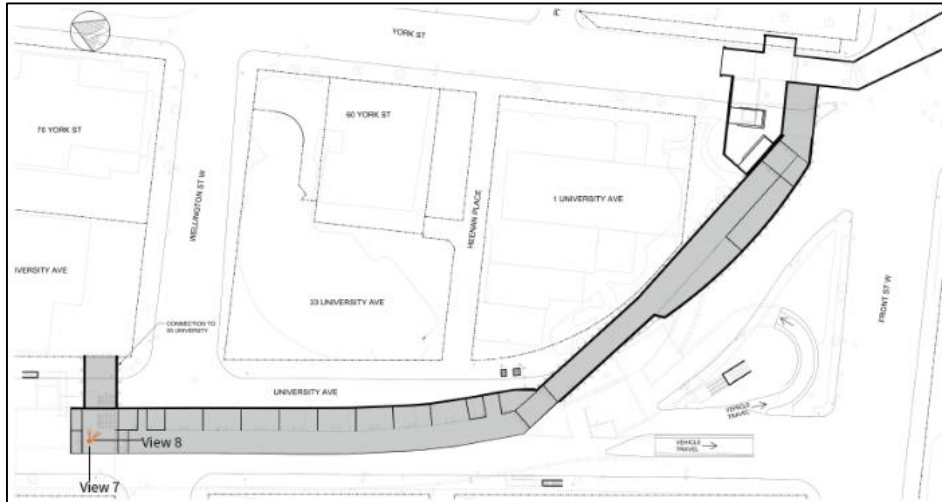 YORK ST
70 YORK ST
60 YORK ST
WELLINGTON ST W
HEENAN PLACE
1 UNIVERSITY AVE
IVERSITY AVE
33 UNIVERSITY AVE
FRONT ST W
CONNECTION TO
55 UNIVERSITY
UNIVERSITY AVE
VEHICLE
TRAVEL
VEHICLE
TRAVEL
View 8
View 7